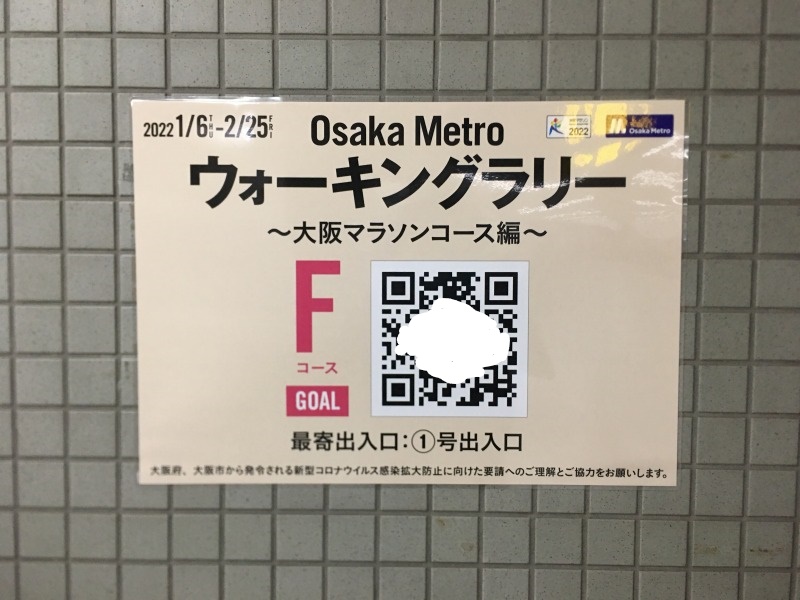 2022 1/6 THU -2/25 FRI
Osaka Metro
2022
Osaka Metro
ウォーキングラリー
～大阪マラソンコース編～
F
コース
GOAL
最寄出入口：①号出入口
大阪府、大阪市から発令される新型コロナウイルス感染拡大防止に向けた要請へのご理解とご協力をお願いします。